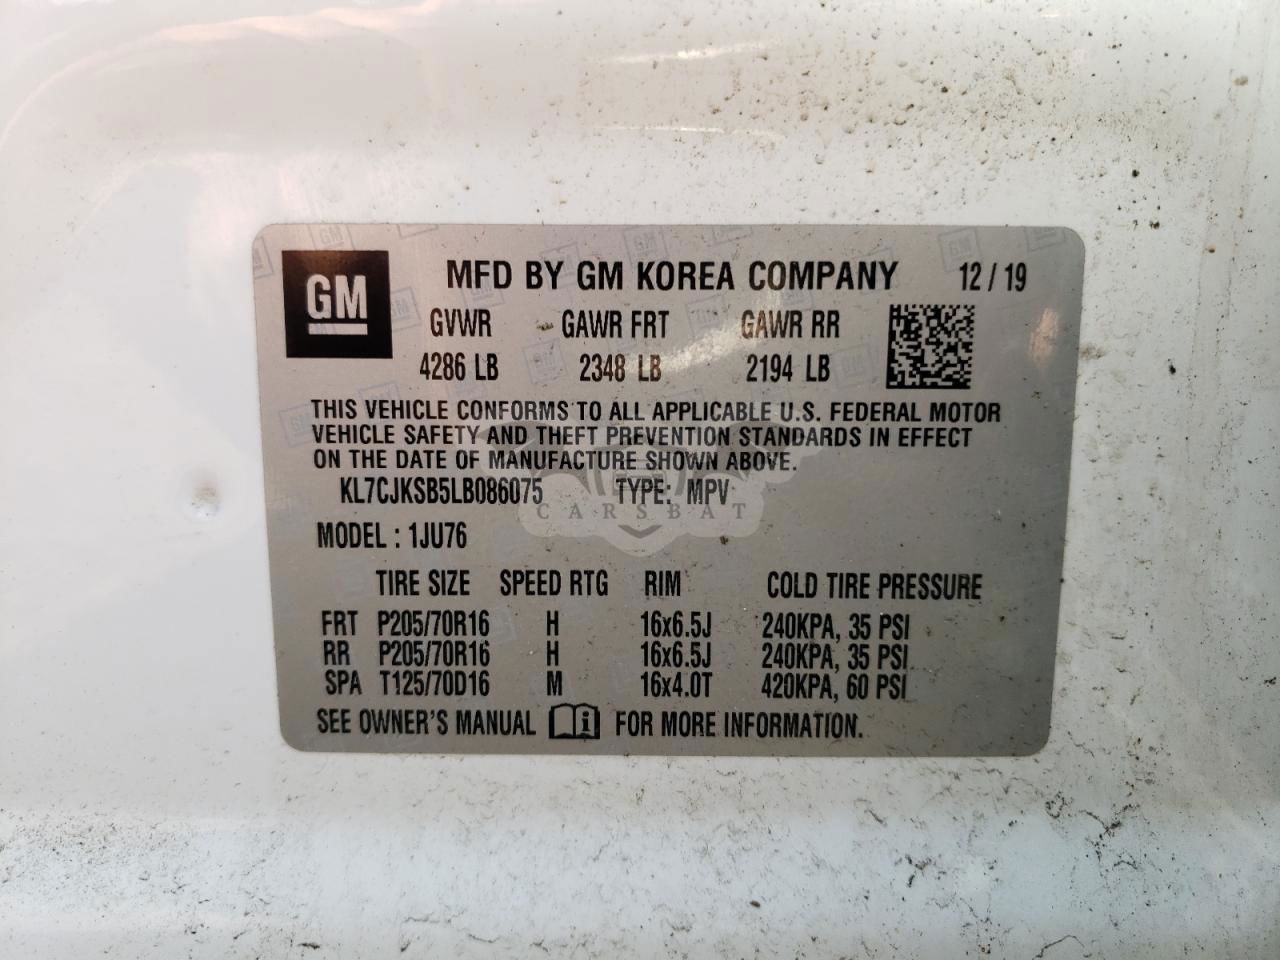 GM
MFD BY GM KOREA COMPANY 12/19
GVWR GAWR FRT GAWR RR
4286 LB 2348 LB 2194 LB
THIS VEHICLE CONFORMS TO ALL APPLICABLE U.S. FEDERAL MOTOR
VEHICLE SAFETY AND THEFT PREVENTION STANDARDS IN EFFECT
ON THE DATE OF MANUFACTURE SHOWN ABOVE.
KL7CJKSB5LB086075 TYPE: MPV
CARSBAT
MODEL : 1JU76
TIRE SIZE SPEED RTG RIM COLD TIRE PRESSURE
FRT P205/70R16 H 16x6.5J 240KPA, 35 PSI
RR P205/70R16 H 16x6.5J 240KPA, 35 PSI
SPA T125/70D16 M 16x4.0T 420KPA, 60 PSI
SEE OWNER'S MANUAL i FOR MORE INFORMATION.